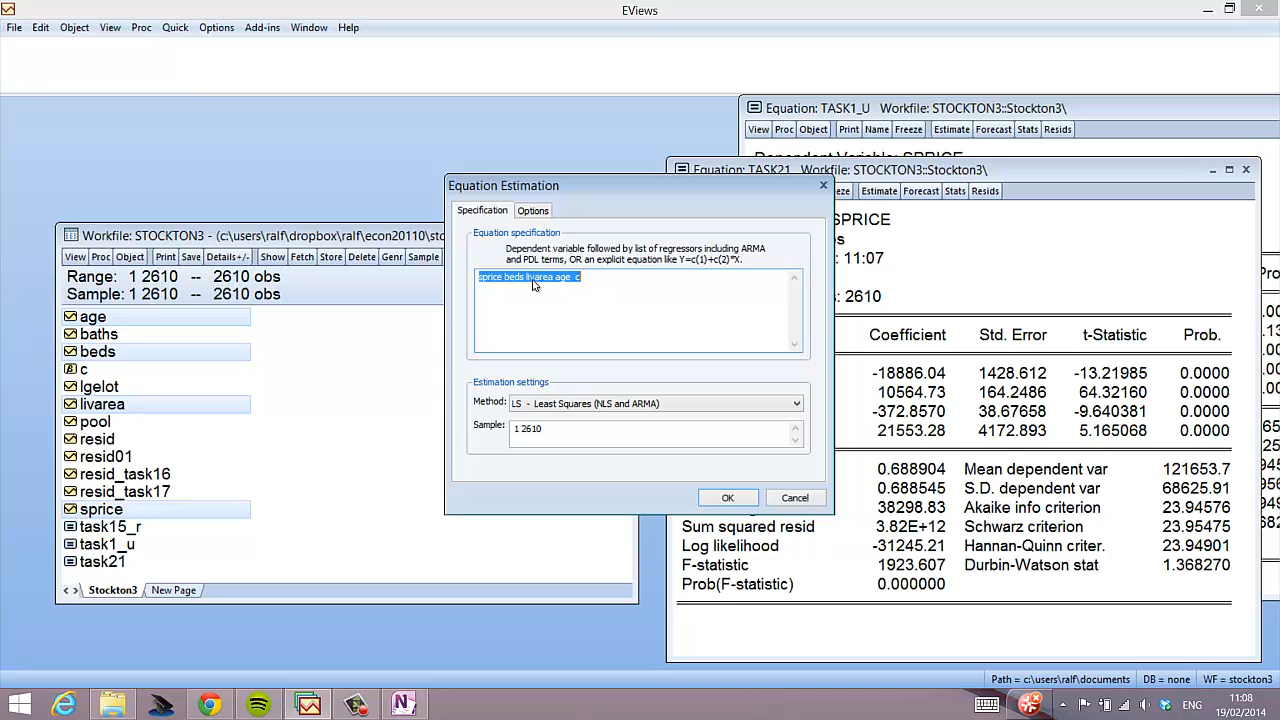 EViews
File Edit Object View Proc Quick Options Add-ins Window Help
Equation: TASK1_U Workfile: STOCKTON3::Stockton3\
View Proc Object Print Name Freeze Estimate Forecast Stats Resids
Dependent Variable: SPRICE
Equation: TASK21 Workfile: STOCKTON3::Stockton3\
Estimate Forecast Stats Resids
SPRICE
11:07
2610
Coefficient Std. Error t-Statistic Prob.
-18886.04 1428.612 -13.21985 0.0000
10564.73 164.2486 64.32160 0.0000
-372.8570 38.67658 -9.640381 0.0000
21553.28 4172.893 5.165068 0.0000
0.688904 Mean dependent var 121653.7
0.688545 S.D. dependent var 68625.91
38298.83 Akaike info criterion 23.94576
Sum squared resid 3.82E+12 Schwarz criterion 23.95475
Log likelihood -31245.21 Hannan-Quinn criter. 23.94901
F-statistic 1923.607 Durbin-Watson stat 1.368270
Prob(F-statistic) 0.000000
Equation Estimation
Specification Options
Equation specification
Dependent variable followed by list of regressors including ARMA
and PDL terms, OR an explicit equation like Y=c(1)+c(2)*X.
sprice beds livarea age c
Estimation settings
Method: LS - Least Squares (NLS and ARMA)
Sample: 1 2610
OK Cancel
Workfile: STOCKTON3 - (c:\users\ralf\dropbox\ralf\econ20110\sto
View Proc Object Print Save Details+/- Show Fetch Store Delete Genr Sample
Range: 1 2610 -- 2610 obs
Sample: 1 2610 -- 2610 obs
age
baths
beds
c
lgelot
livarea
pool
resid
resid01
resid_task16
resid_task17
sprice
task15_r
task1_u
task21
Stockton3 New Page
Path = c:\users\ralf\documents DB = none WF = stockton3
ENG
11:08
19/02/2014